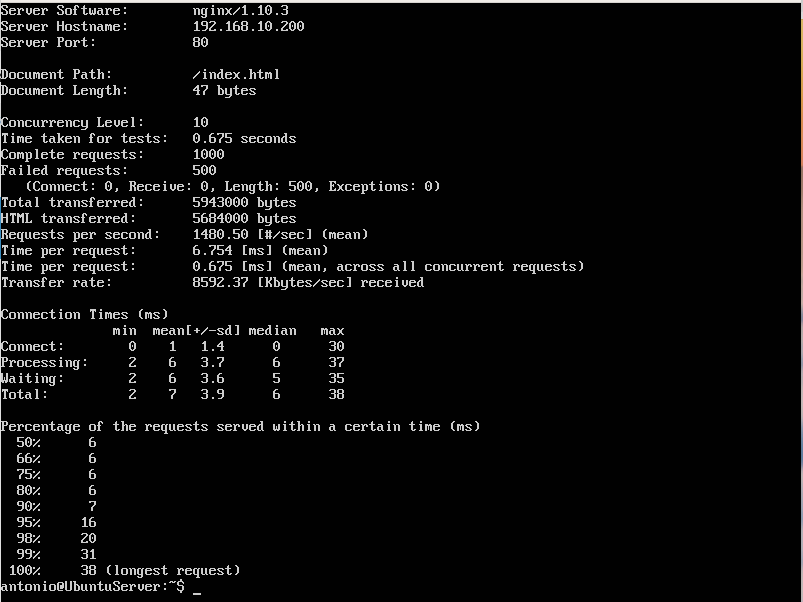 Server Software:        nginx/1.10.3
Server Hostname:        192.168.10.200
Server Port:            80
Document Path:          /index.html
Document Length:        47 bytes
Concurrency Level:      10
Time taken for tests:   0.675 seconds
Complete requests:      1000
Failed requests:        500
   (Connect: 0, Receive: 0, Length: 500, Exceptions: 0)
Total transferred:      5943000 bytes
HTML transferred:       5684000 bytes
Requests per second:    1480.50 [#/sec] (mean)
Time per request:       6.754 [ms] (mean)
Time per request:       0.675 [ms] (mean, across all concurrent requests)
Transfer rate:          8592.37 [Kbytes/sec] received
Connection Times (ms)
              min  mean[+/-sd] median   max
Connect:        0    1   1.4      0      30
Processing:     2    6   3.7      6      37
Waiting:        2    6   3.6      5      35
Total:          2    7   3.9      6      38
Percentage of the requests served within a certain time (ms)
  50%      6
  66%      6
  75%      6
  80%      6
  90%      7
  95%     16
  98%     20
  99%     31
 100%     38 (longest request)
antonio@UbuntuServer:~$ _